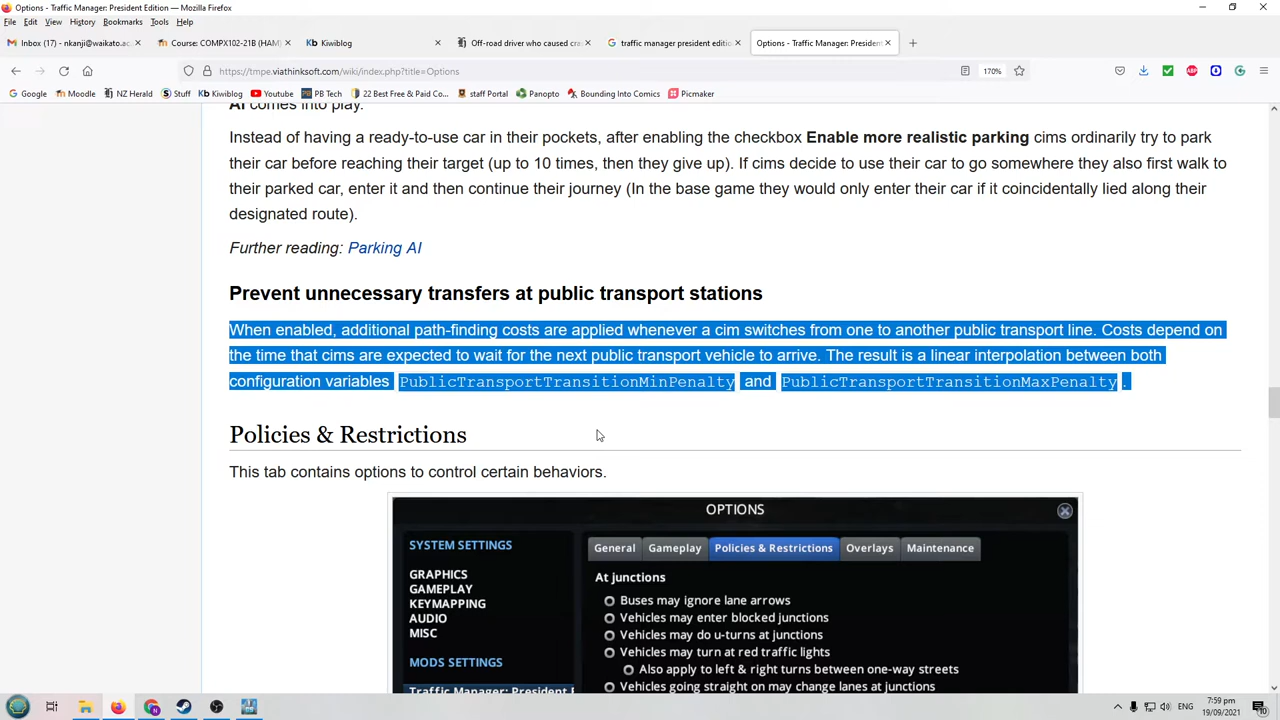 Options - Traffic Manager: President Edition — Mozilla Firefox
File Edit View History Bookmarks Tools Help
Inbox (17) - nkanji@waikato.ac.
Course: COMPX102-21B (HAM)
Kiwiblog
Off-road driver who caused cra
traffic manager president editio
Options - Traffic Manager: Presiden
https://tmpe.viathinksoft.com/wiki/index.php?title=Options
170%
Google Moodle NZ Herald Stuff Kiwiblog Youtube PB Tech 22 Best Free & Paid Co... staff Portal Panopto Bounding Into Comics Picmaker
AI comes into play.
Instead of having a ready-to-use car in their pockets, after enabling the checkbox Enable more realistic parking cims ordinarily try to park
their car before reaching their target (up to 10 times, then they give up). If cims decide to use their car to go somewhere they also first walk to
their parked car, enter it and then continue their journey (In the base game they would only enter their car if it coincidentally lied along their
designated route).
Further reading: Parking AI
Prevent unnecessary transfers at public transport stations
When enabled, additional path-finding costs are applied whenever a cim switches from one to another public transport line. Costs depend on
the time that cims are expected to wait for the next public transport vehicle to arrive. The result is a linear interpolation between both
configuration variables PublicTransportTransitionMinPenalty and PublicTransportTransitionMaxPenalty.
Policies & Restrictions
This tab contains options to control certain behaviors.
OPTIONS
SYSTEM SETTINGS
GRAPHICS
GAMEPLAY
KEYMAPPING
AUDIO
MISC
MODS SETTINGS
Traffic Manager: President E
General Gameplay Policies & Restrictions Overlays Maintenance
At junctions
Buses may ignore lane arrows
Vehicles may enter blocked junctions
Vehicles may do u-turns at junctions
Vehicles may turn at red traffic lights
Also apply to left & right turns between one-way streets
Vehicles going straight on may change lanes at junctions
ENG
7:59 pm
19/09/2021